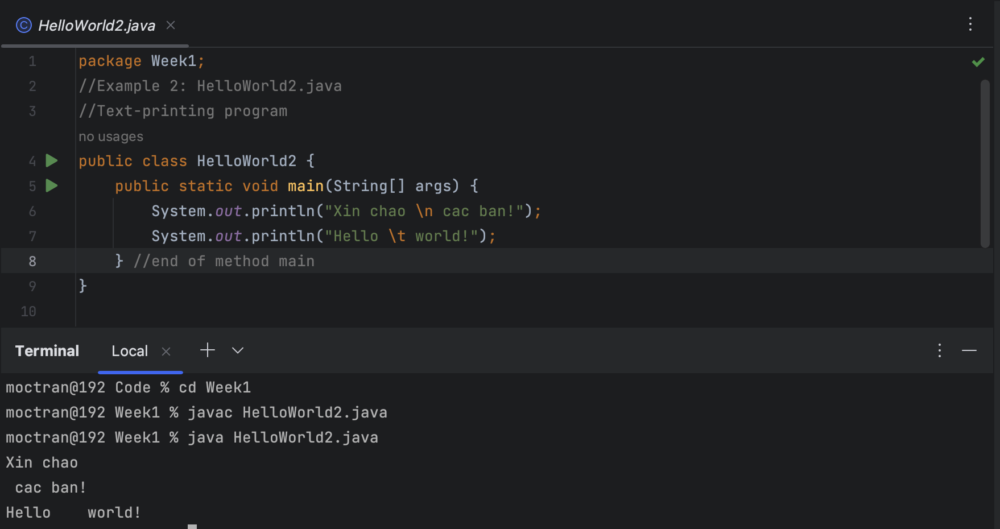 HelloWorld2.java
1 package Week1;
2 //Example 2: HelloWorld2.java
3 //Text-printing program
no usages
4 public class HelloWorld2 {
5     public static void main(String[] args) {
6         System.out.println("Xin chao \n cac ban!");
7         System.out.println("Hello \t world!");
8     } //end of method main
9 }
10
Terminal Local
moctran@192 Code % cd Week1
moctran@192 Week1 % javac HelloWorld2.java
moctran@192 Week1 % java HelloWorld2.java
Xin chao
 cac ban!
Hello    world!